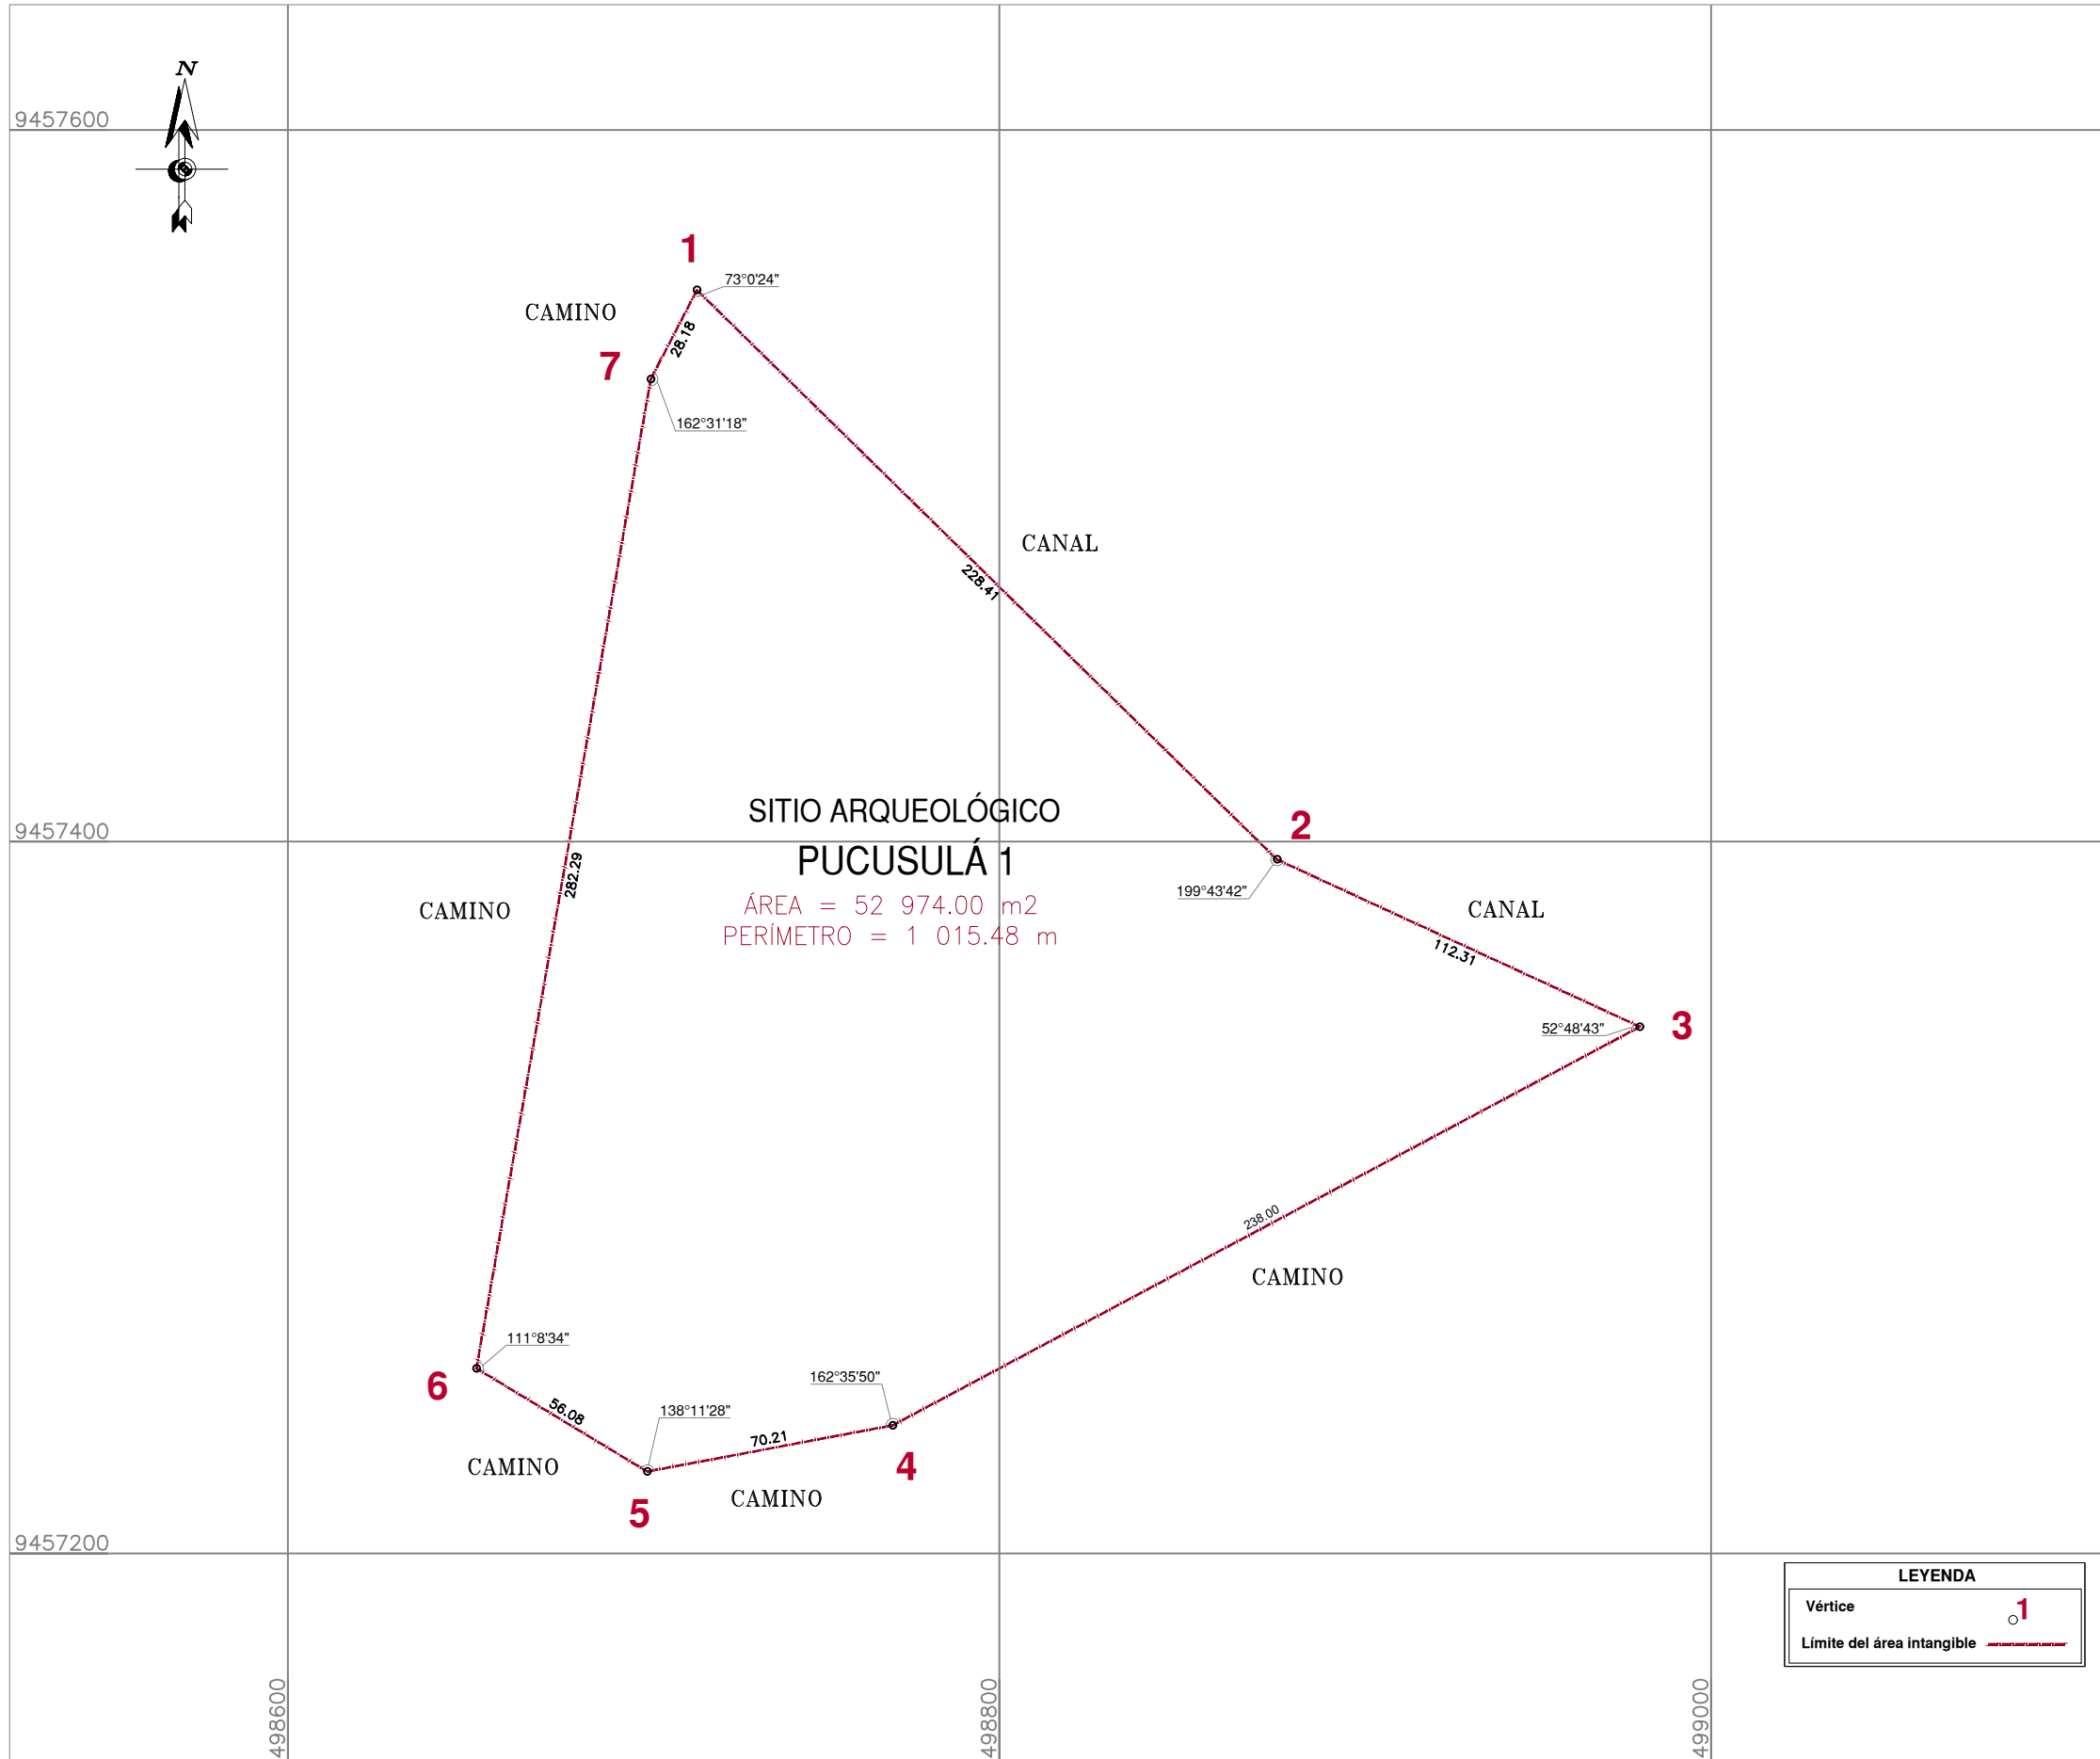 N
9457600
1
73°0'24"
CAMINO
28.18
7
162°31'18"
CANAL
228.41
SITIO ARQUEOLÓGICO
2
9457400
PUCUSULÁ 1
282.29
199°43'42"
ÁREA = 52 974.00 m2
CAMINO
CANAL
PERÍMETRO = 1 015.48 m
112.31
52°48'43"
3
238.00
CAMINO
111°8'34"
6
162°35'50"
56.08
138°11'28"
70.21
CAMINO
4
CAMINO
5
9457200
LEYENDA
Vértice 1
Límite del área intangible
498600
498800
499000